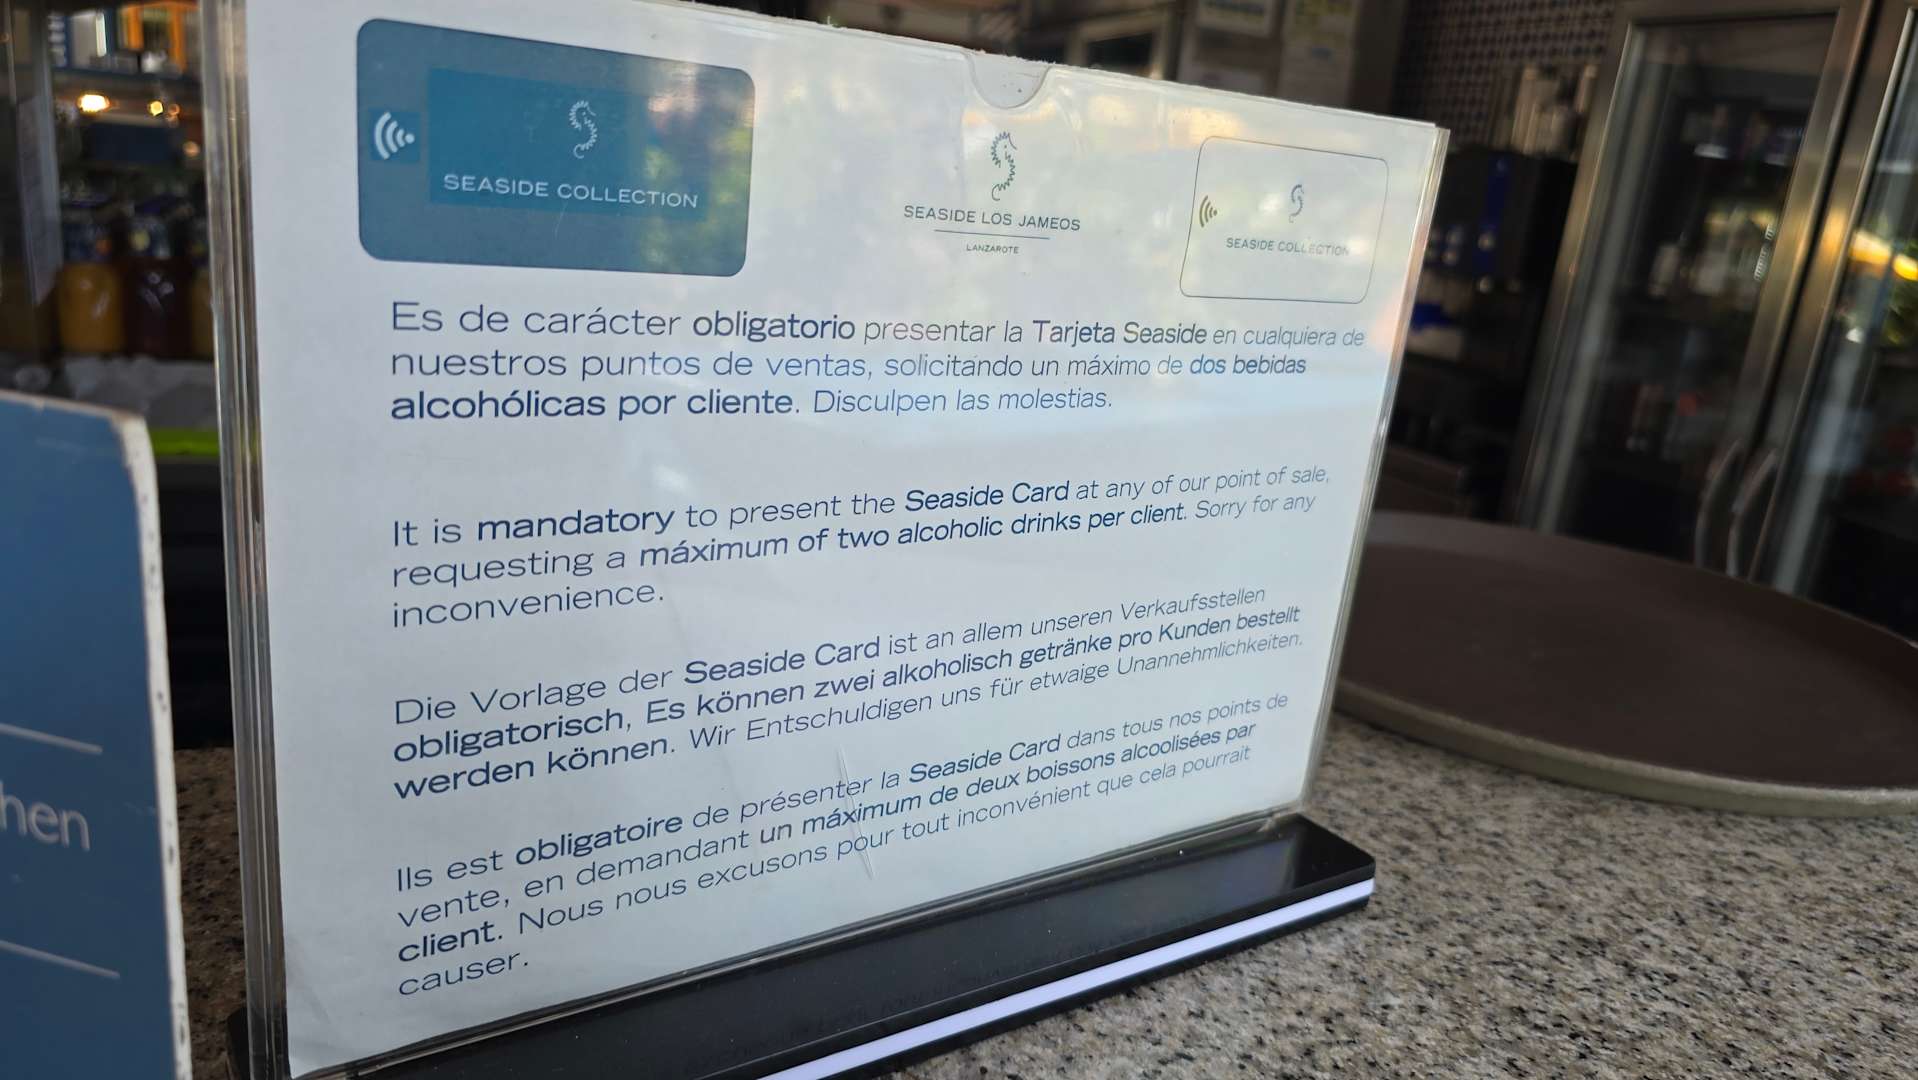 SEASIDE COLLECTION
SEASIDE LOS JAMEOS
LANZAROTE
SEASIDE COLLECTION
Es de carácter obligatorio presentar la Tarjeta Seaside en cualquiera de
nuestros puntos de ventas, solicitando un máximo de dos bebidas
alcohólicas por cliente. Disculpen las molestias.
It is mandatory to present the Seaside Card at any of our point of sale,
requesting a máximum of two alcoholic drinks per client. Sorry for any
inconvenience.
Die Vorlage der Seaside Card ist an allem unseren Verkaufsstellen
obligatorisch, Es können zwei alkoholisch getränke pro Kunden bestellt
werden können. Wir Entschuldigen uns für etwaige Unannehmlichkeiten.
Ils est obligatoire de présenter la Seaside Card dans tous nos points de
vente, en demandant un máximum de deux boissons alcoolisées par
client. Nous nous excusons pour tout inconvénient que cela pourrait
causer.
hen